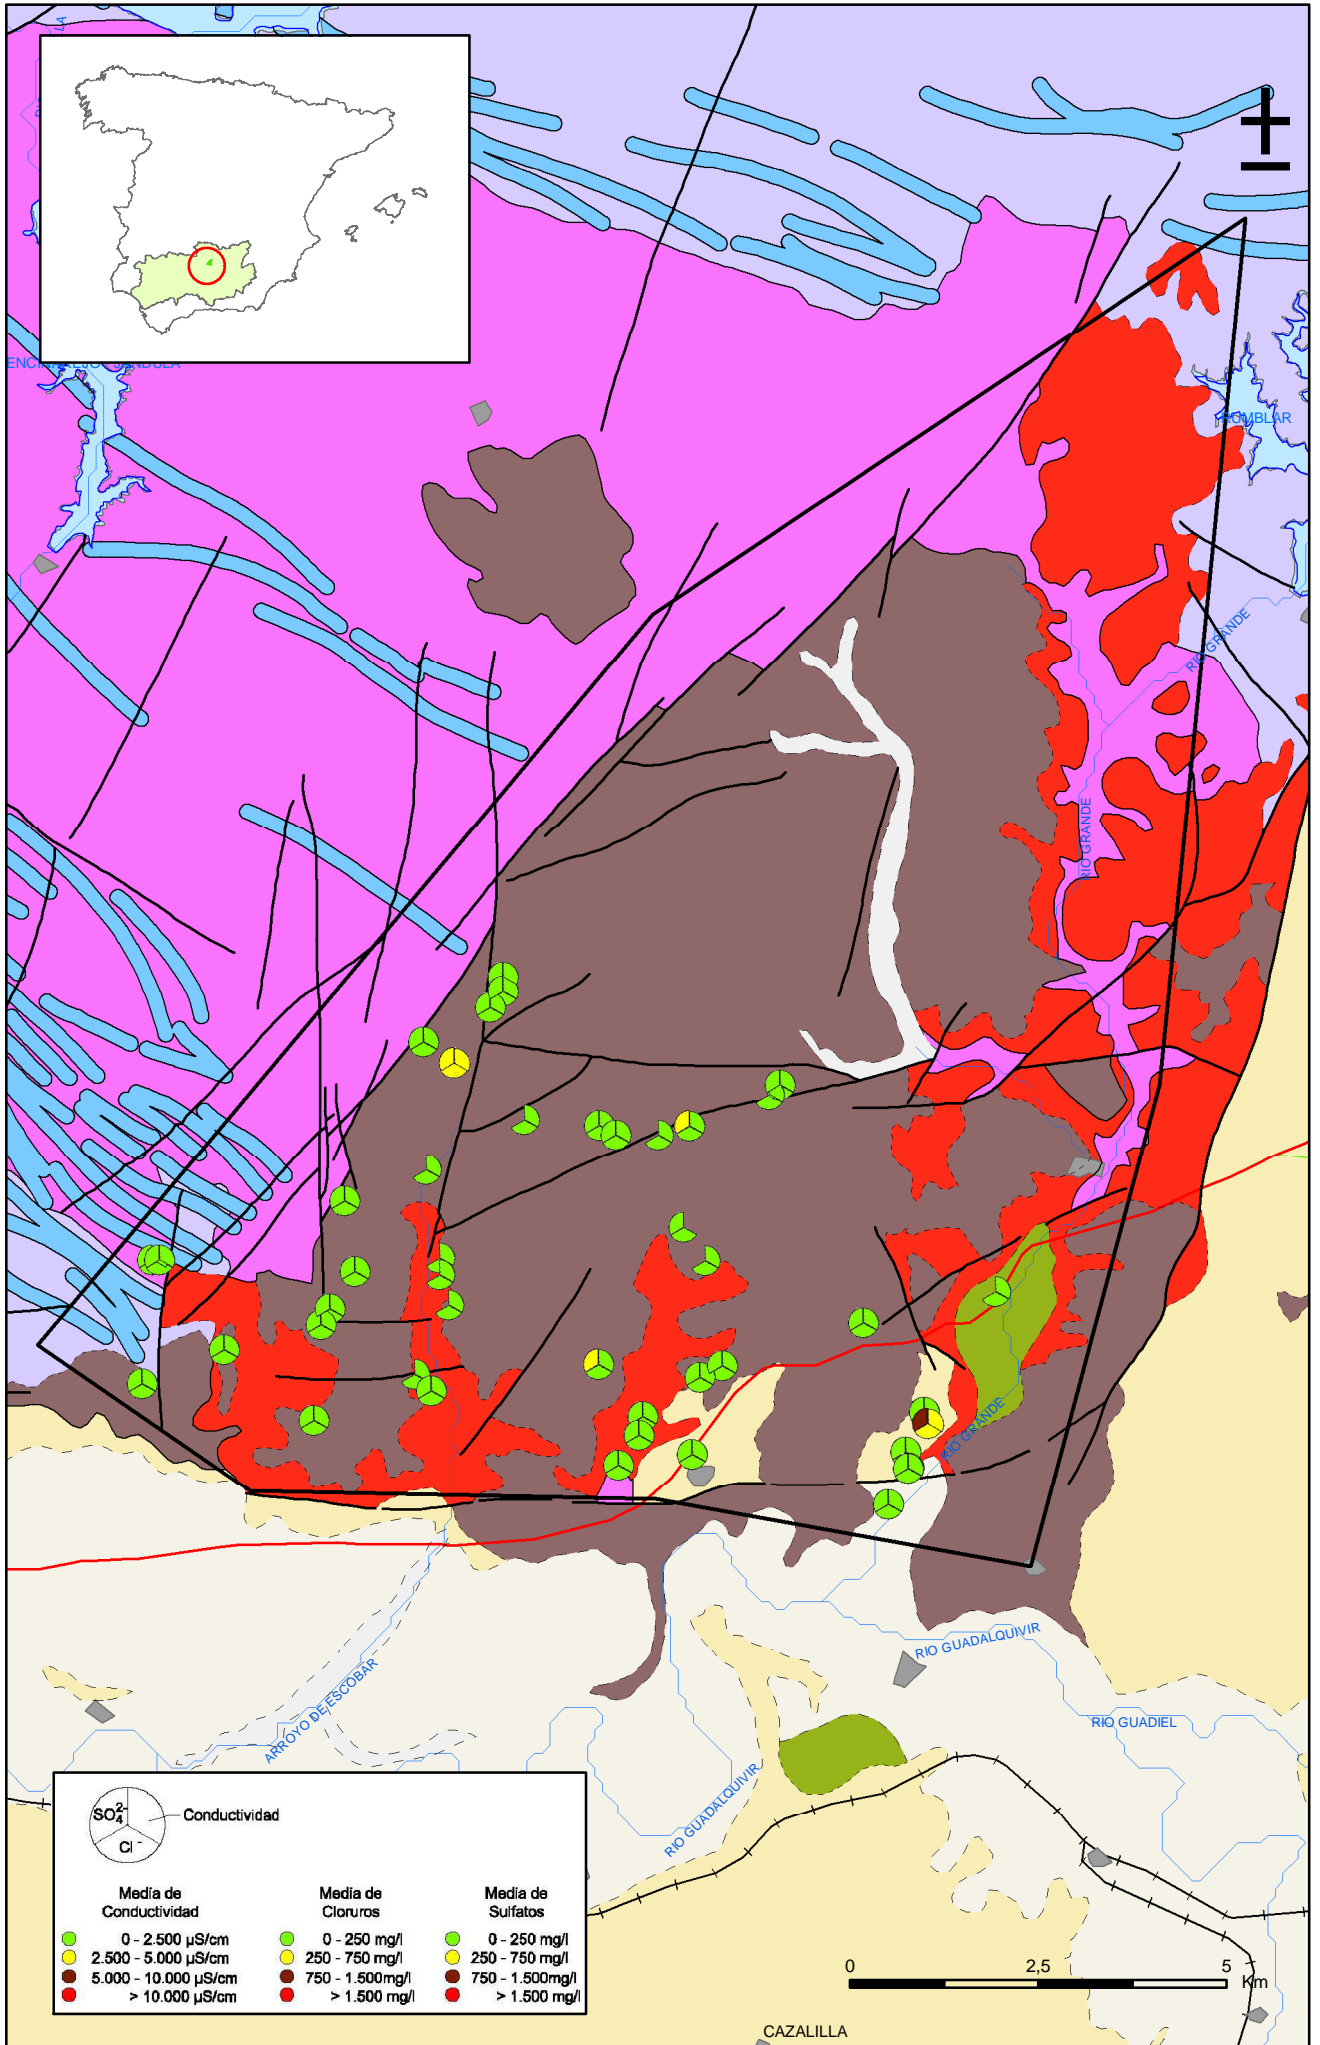 RUMBLAR
RIO GRANDE
RIO GRANDE
RIO GRANDE
RIO GUADALQUIVIR
ARROYO DE ESCOBAR
RIO GUADIEL
RIO GUADALQUIVIR
SO₄²⁻
Conductividad
Cl⁻
Media de Conductividad
Media de Cloruros
Media de Sulfatos
0 - 2.500 µS/cm
0 - 250 mg/l
0 - 250 mg/l
2.500 - 5.000 µS/cm
250 - 750 mg/l
250 - 750 mg/l
5.000 - 10.000 µS/cm
750 - 1.500mg/l
750 - 1.500mg/l
> 10.000 µS/cm
> 1.500 mg/l
> 1.500 mg/l
0 2,5 5 Km
CAZALILLA